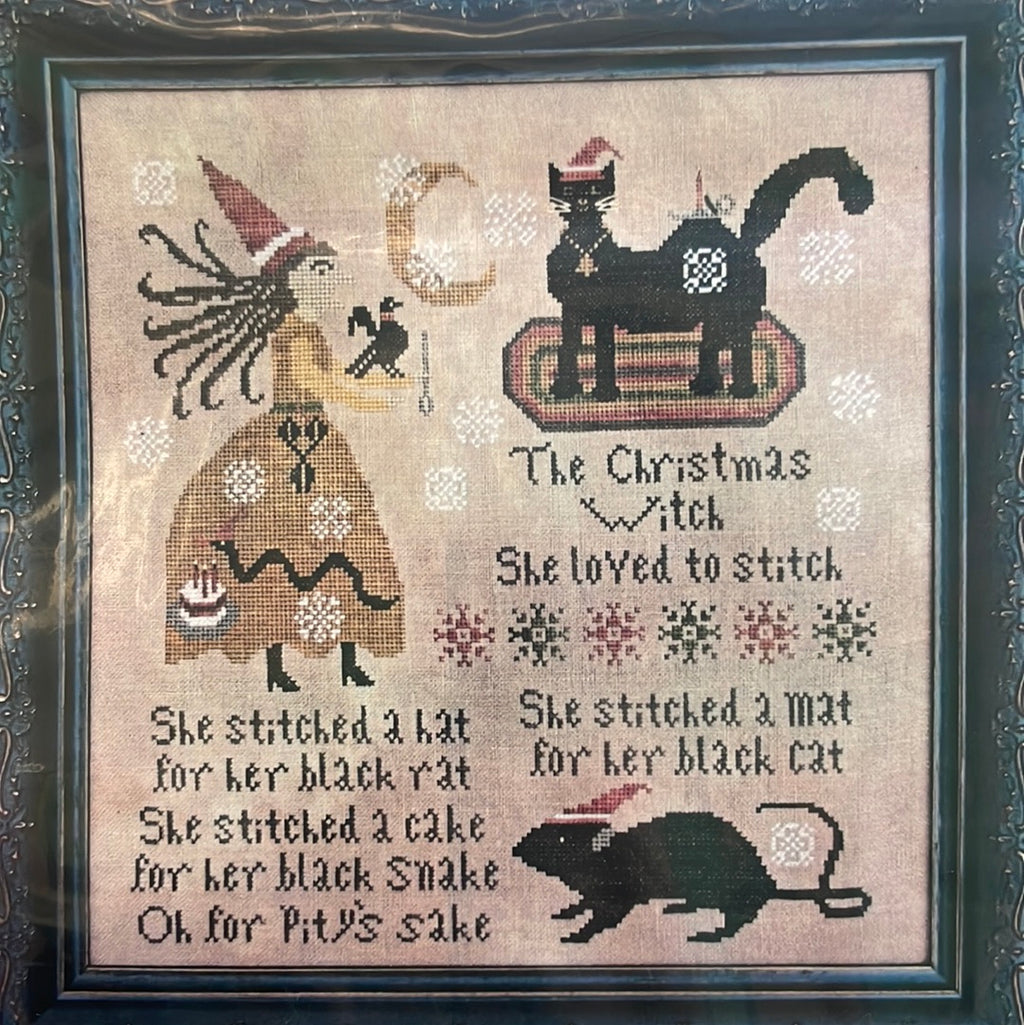 The Christmas
Witch
She loved to stitch
She stitched a hat
for her black rat
She stitched a mat
for her black cat
She stitched a cake
for her black snake
Oh for Pity's sake